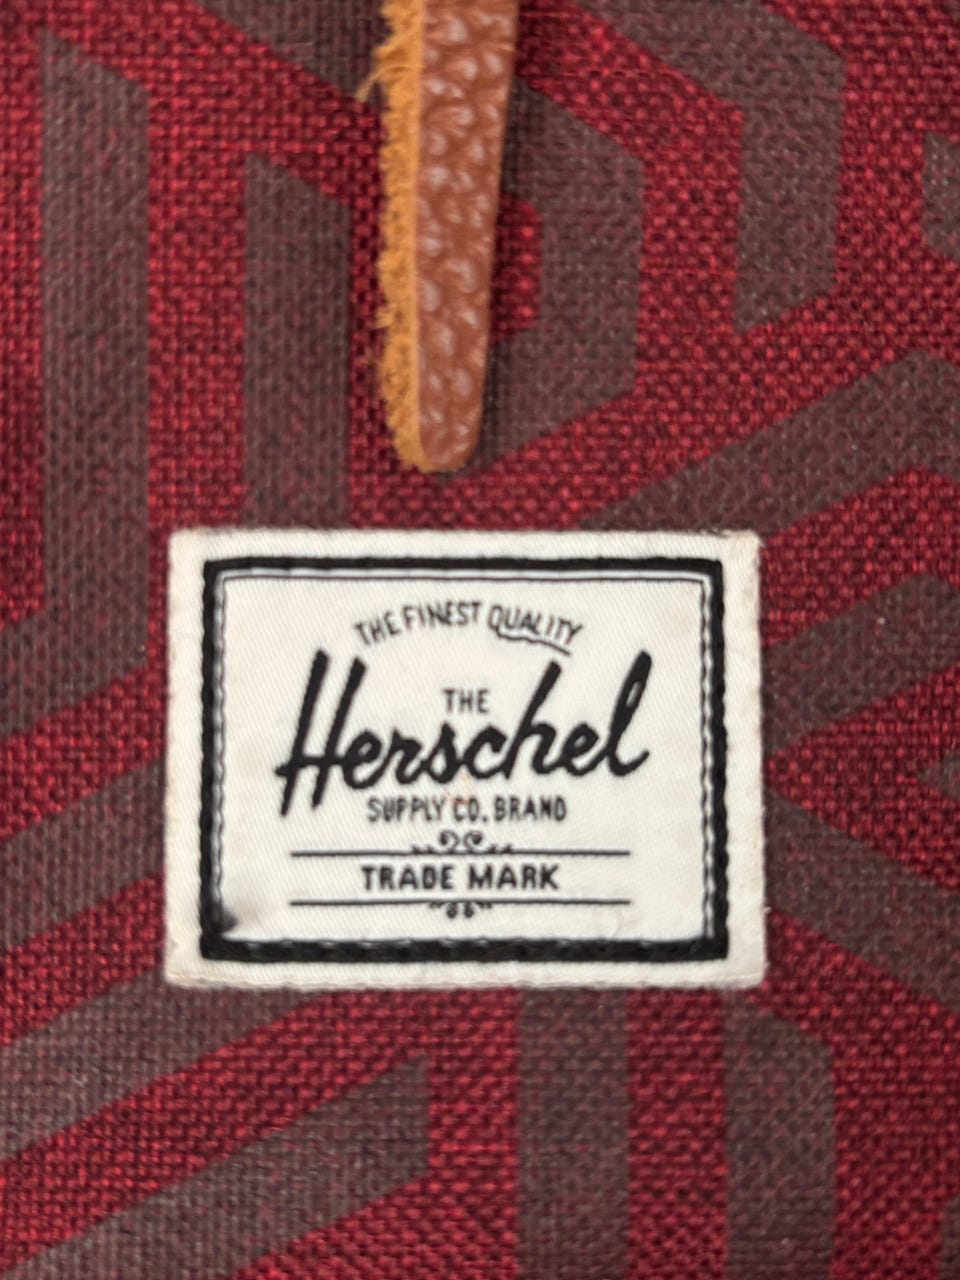 THE FINEST QUALITY
THE
Herschel
SUPPLY CO. BRAND
TRADE MARK